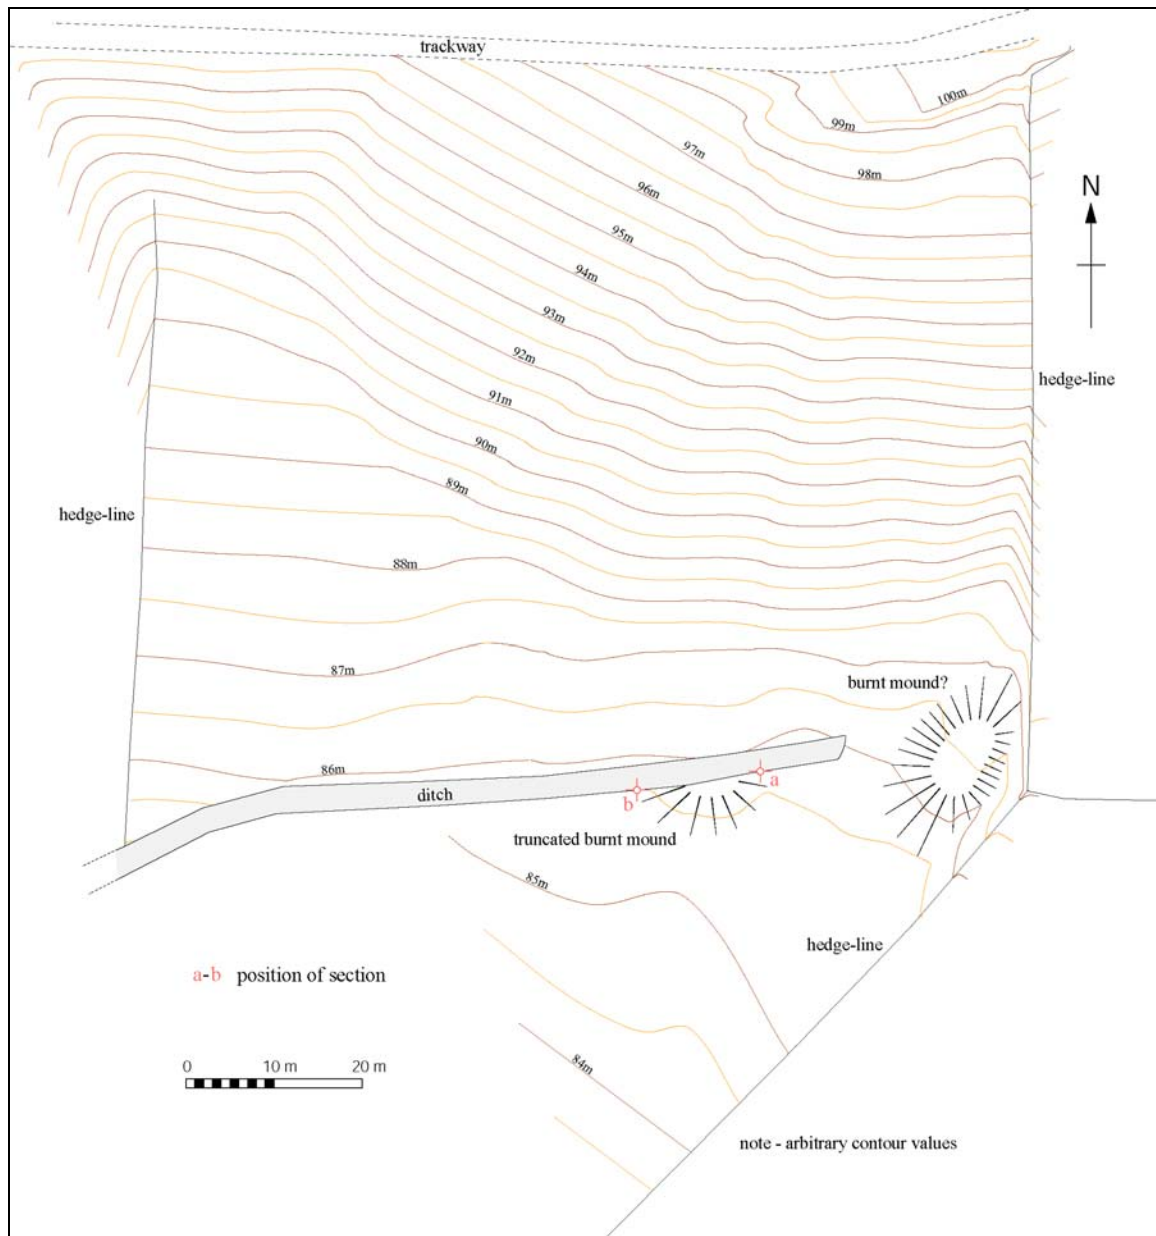 trackway
100m
99m
98m
97m
96m
95m
94m
93m
92m
91m
90m
89m
88m
87m
86m
85m
84m
N
hedge-line
hedge-line
burnt mound?
a
b
ditch
truncated burnt mound
hedge-line
a-b position of section
0 10 m 20 m
note - arbitrary contour values